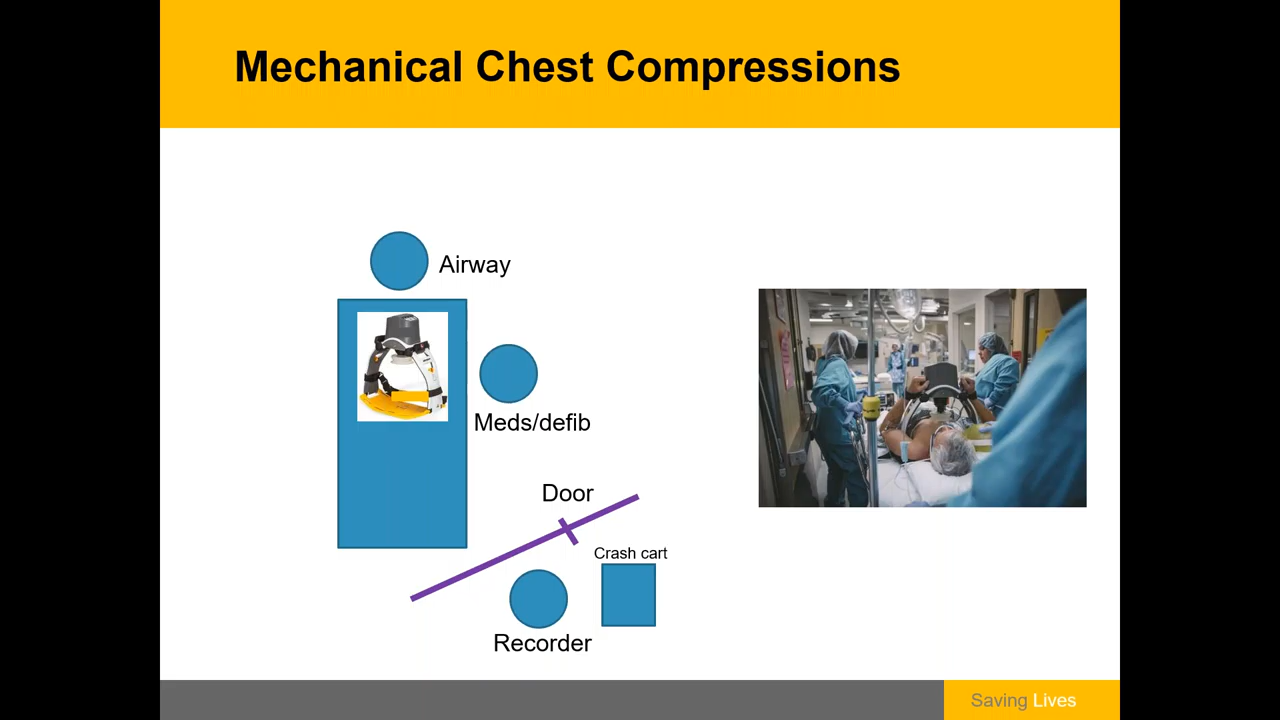 Mechanical Chest Compressions
Airway
Meds/defib
Door
Crash cart
Recorder
Saving Lives